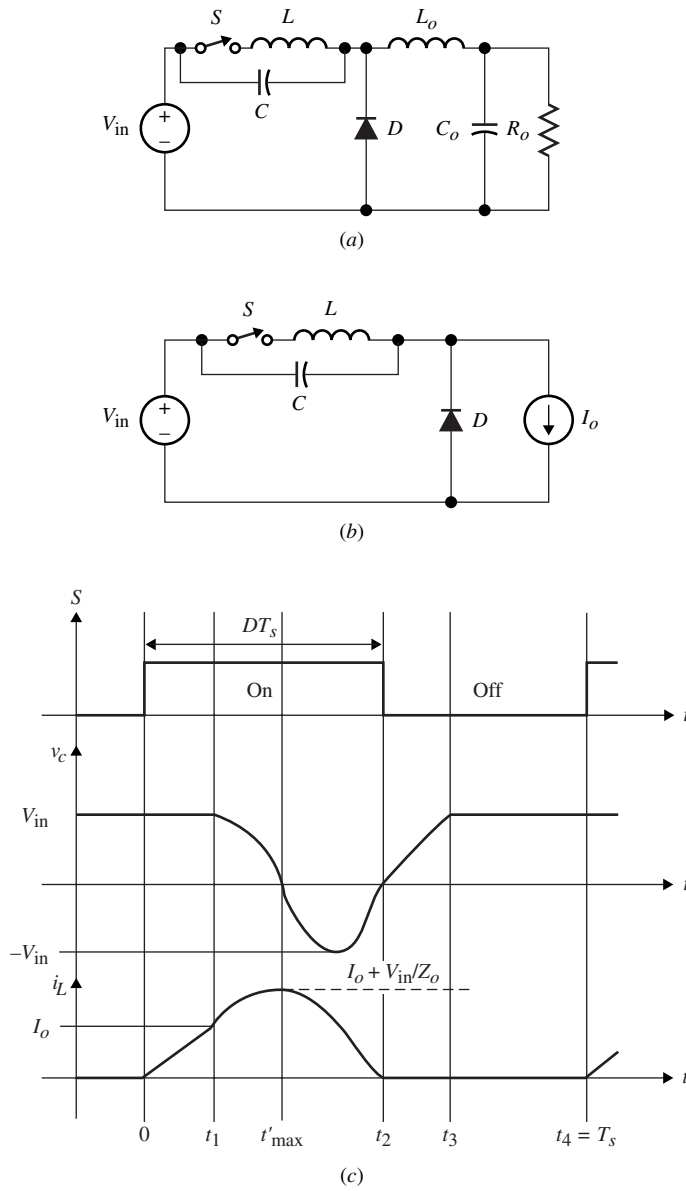 S L L_o
V_in + − C D C_o R_o
(a)
S L
V_in + − C D I_o
(b)
S
DT_s
On Off
t
v_c
V_in
t
−V_in
i_L
I_o + V_in/Z_o
I_o
t
0 t_1 t'_max t_2 t_3 t_4 = T_s
(c)